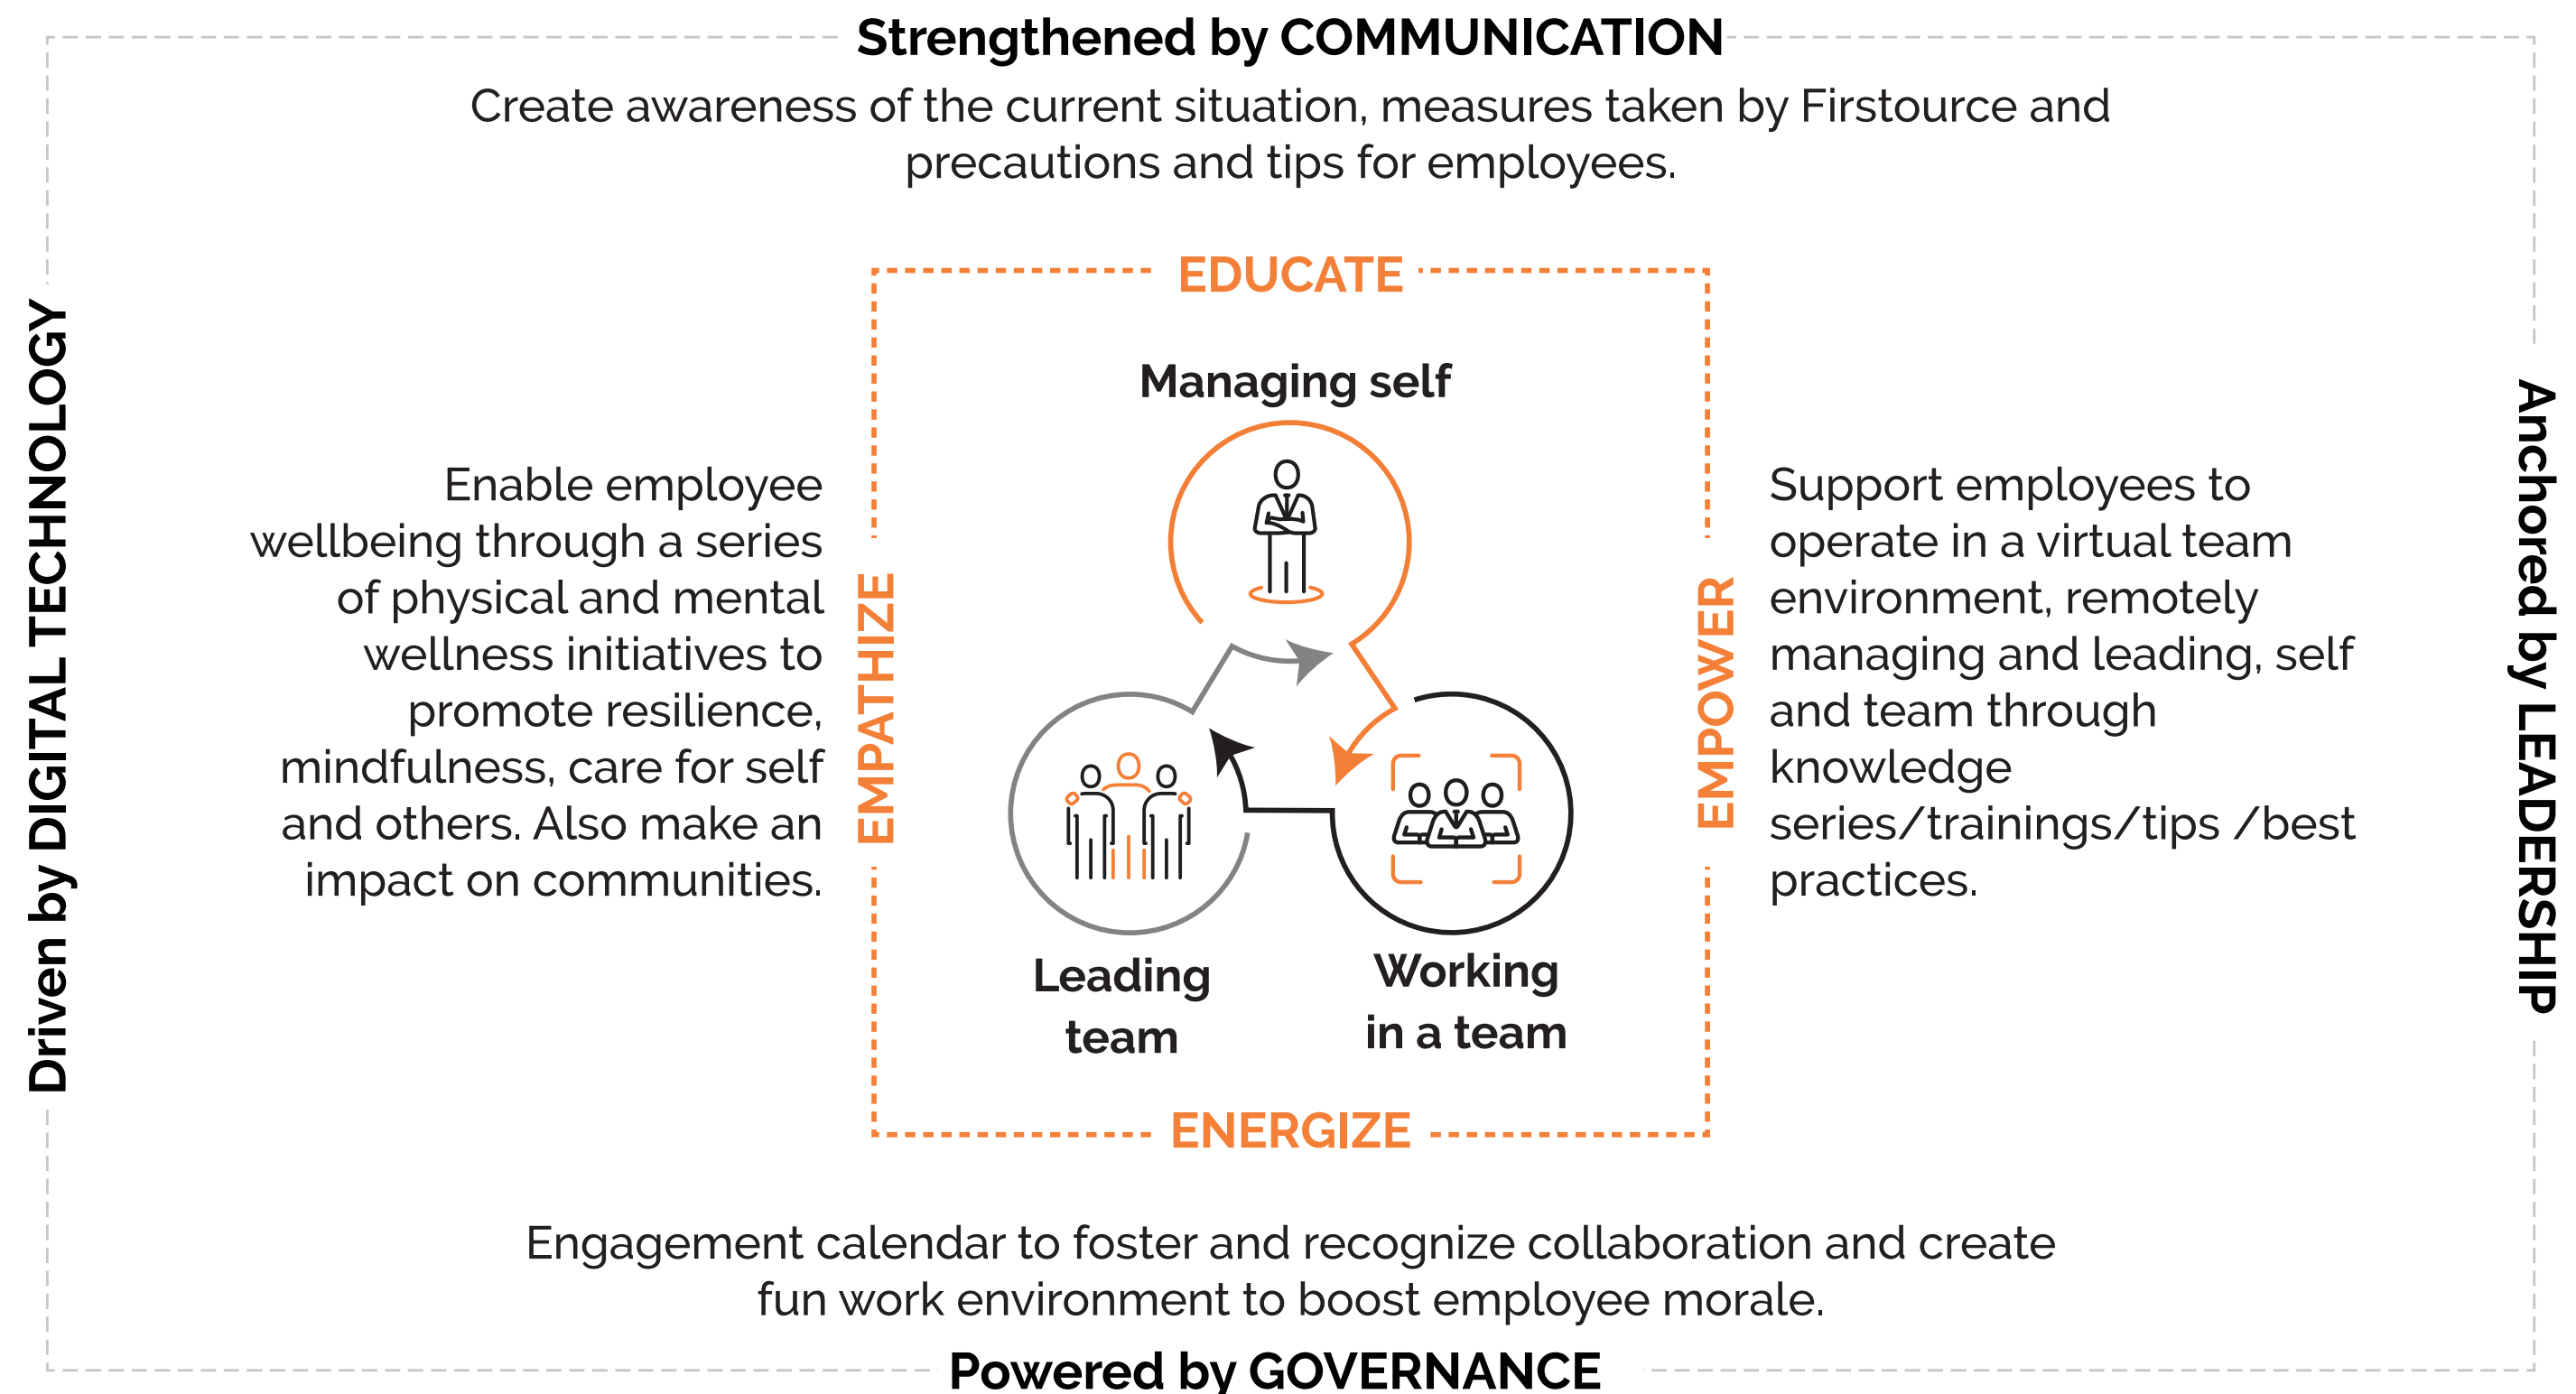 Strengthened by COMMUNICATION
Create awareness of the current situation, measures taken by Firstource and
precautions and tips for employees.
Driven by DIGITAL TECHNOLOGY
Enable employee
wellbeing through a series
of physical and mental
wellness initiatives to
promote resilience,
mindfulness, care for self
and others. Also make an
impact on communities.
EMPATHIZE
EDUCATE
Managing self
Leading
team
Working
in a team
ENERGIZE
EMPOWER
Support employees to
operate in a virtual team
environment, remotely
managing and leading, self
and team through
knowledge
series/trainings/tips /best
practices.
Anchored by LEADERSHIP
Engagement calendar to foster and recognize collaboration and create
fun work environment to boost employee morale.
Powered by GOVERNANCE